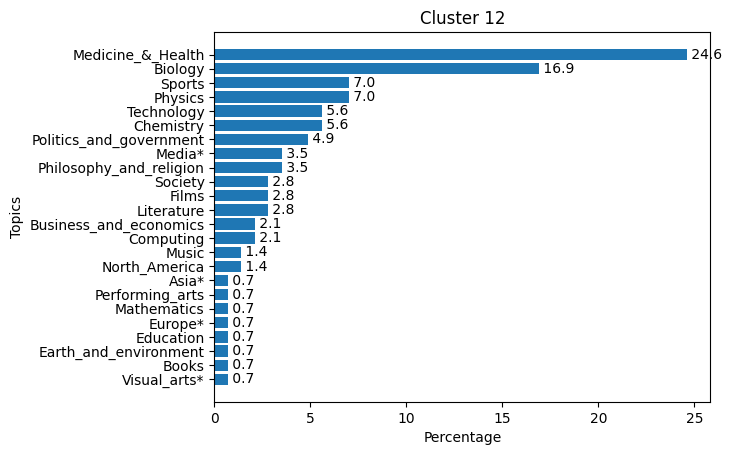 Cluster 12
Topics
Medicine_&_Health 24.6
Biology 16.9
Sports 7.0
Physics 7.0
Technology 5.6
Chemistry 5.6
Politics_and_government 4.9
Media* 3.5
Philosophy_and_religion 3.5
Society 2.8
Films 2.8
Literature 2.8
Business_and_economics 2.1
Computing 2.1
Music 1.4
North_America 1.4
Asia* 0.7
Performing_arts 0.7
Mathematics 0.7
Europe* 0.7
Education 0.7
Earth_and_environment 0.7
Books 0.7
Visual_arts* 0.7
0 5 10 15 20 25
Percentage